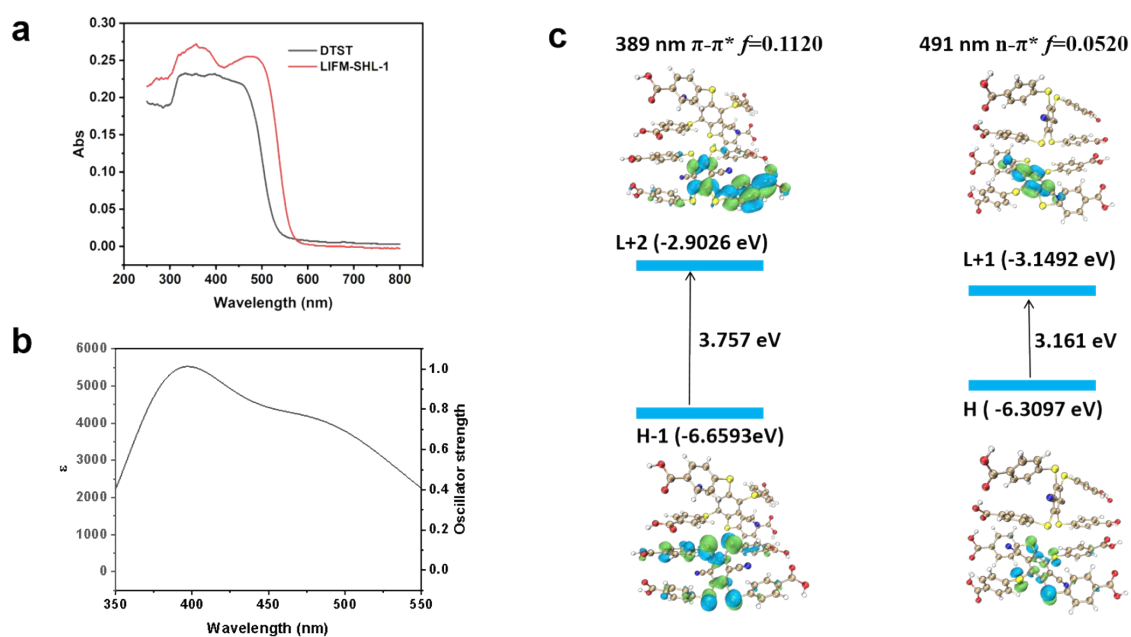 a
0.30
0.25
0.20
0.15
0.10
0.05
0.00
Abs
DTST
LIFM-SHL-1
200 300 400 500 600 700 800 900
Wavelength (nm)
b
6000
5000
4000
3000
2000
1000
0
ε
1.0
0.8
0.6
0.4
0.2
0.0
Oscillator strength
350 400 450 500 550
Wavelength (nm)
c
389 nm π-π* f=0.1120
L+2 (-2.9026 eV)
3.757 eV
H-1 (-6.6593eV)
491 nm n-π* f=0.0520
L+1 (-3.1492 eV)
3.161 eV
H ( -6.3097 eV)